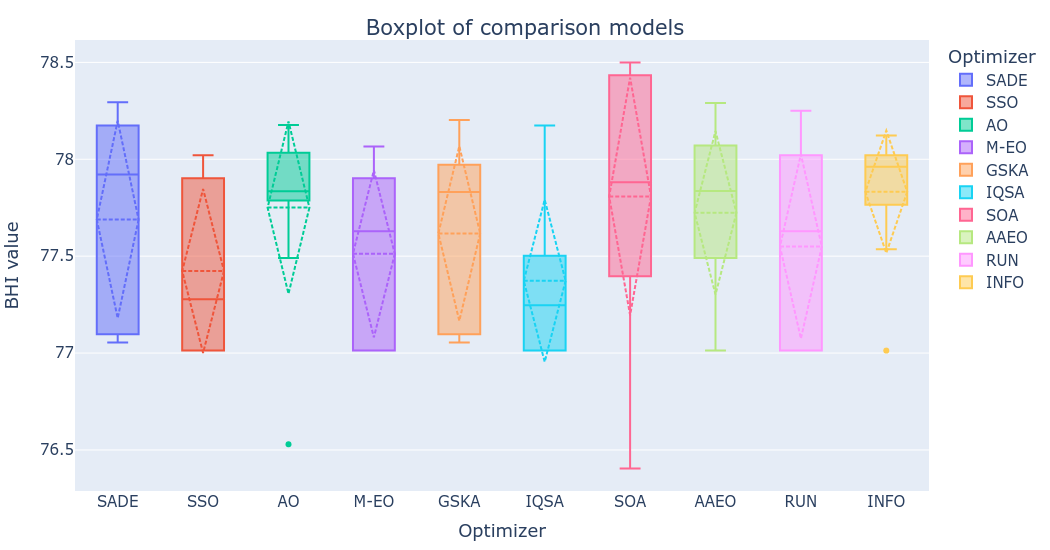 Boxplot of comparison models
BHI value
78.5
78
77.5
77
76.5
SADE
SSO
AO
M-EO
GSKA
IQSA
SOA
AAEO
RUN
INFO
Optimizer
Optimizer
SADE
SSO
AO
M-EO
GSKA
IQSA
SOA
AAEO
RUN
INFO